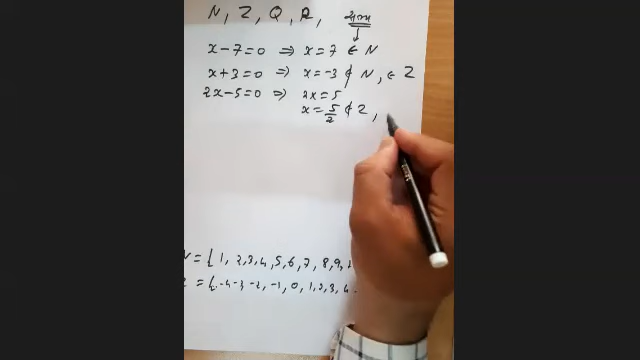 N, Z, Q, R,
x-7=0 ⇒ x=7 ∈ N
x+3=0 ⇒ x=-3 ∉ N, ∈ Z
2x-5=0 ⇒ 2x=5
x=5/2 ∉ Z,
N = { 1, 2, 3, 4, 5, 6, 7, 8, 9,
= { .. -4 -3 -2, -1, 0, 1, 2, 3, 4